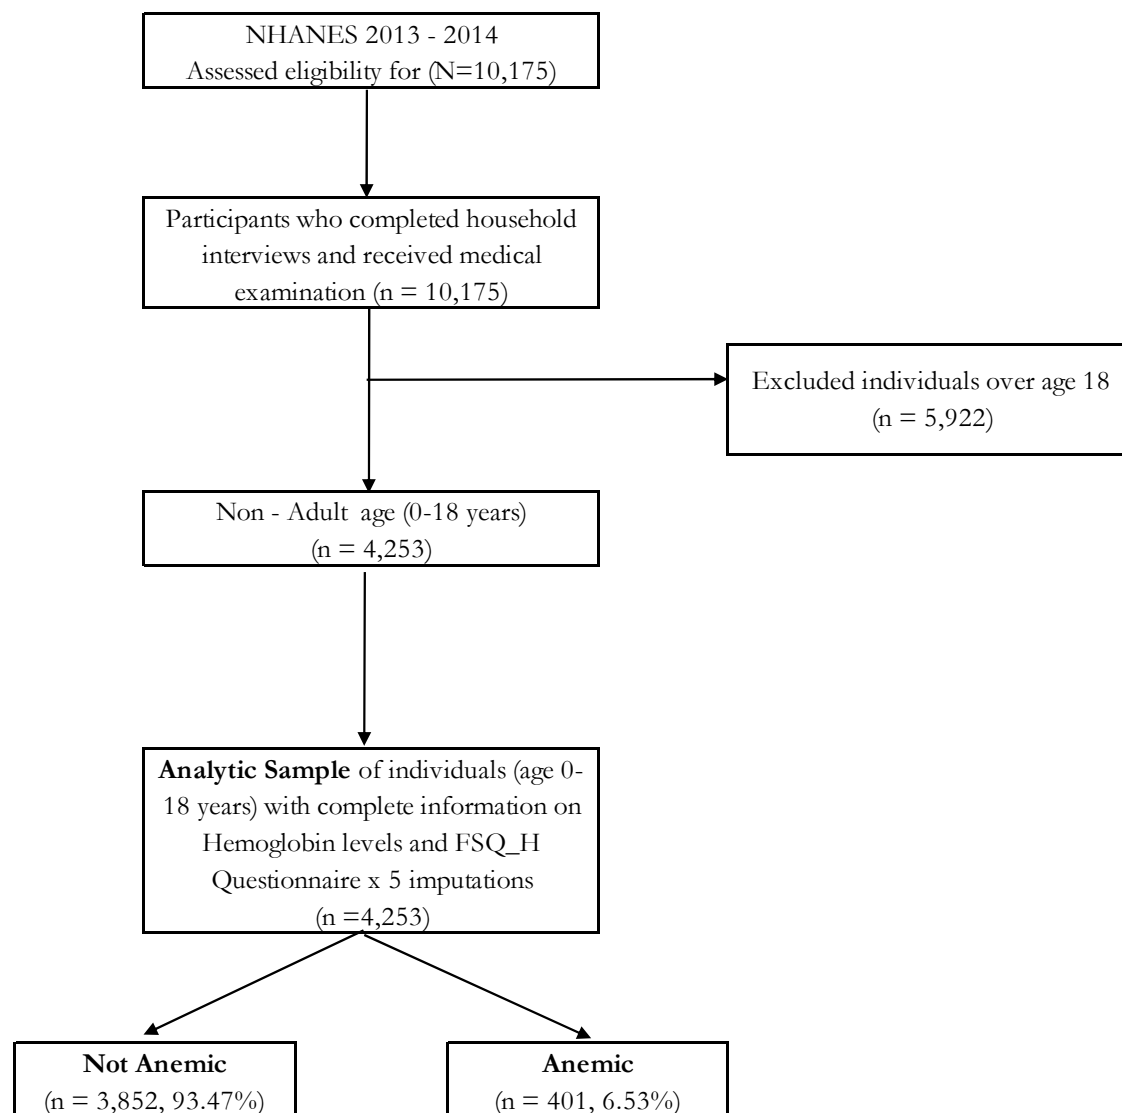 NHANES 2013 - 2014
Assessed eligibility for (N=10,175)
Participants who completed household
interviews and received medical
examination (n = 10,175)
Excluded individuals over age 18
(n = 5,922)
Non - Adult age (0-18 years)
(n = 4,253)
Analytic Sample of individuals (age 0-
18 years) with complete information on
Hemoglobin levels and FSQ_H
Questionnaire x 5 imputations
(n =4,253)
Not Anemic
(n = 3,852, 93.47%)
Anemic
(n = 401, 6.53%)